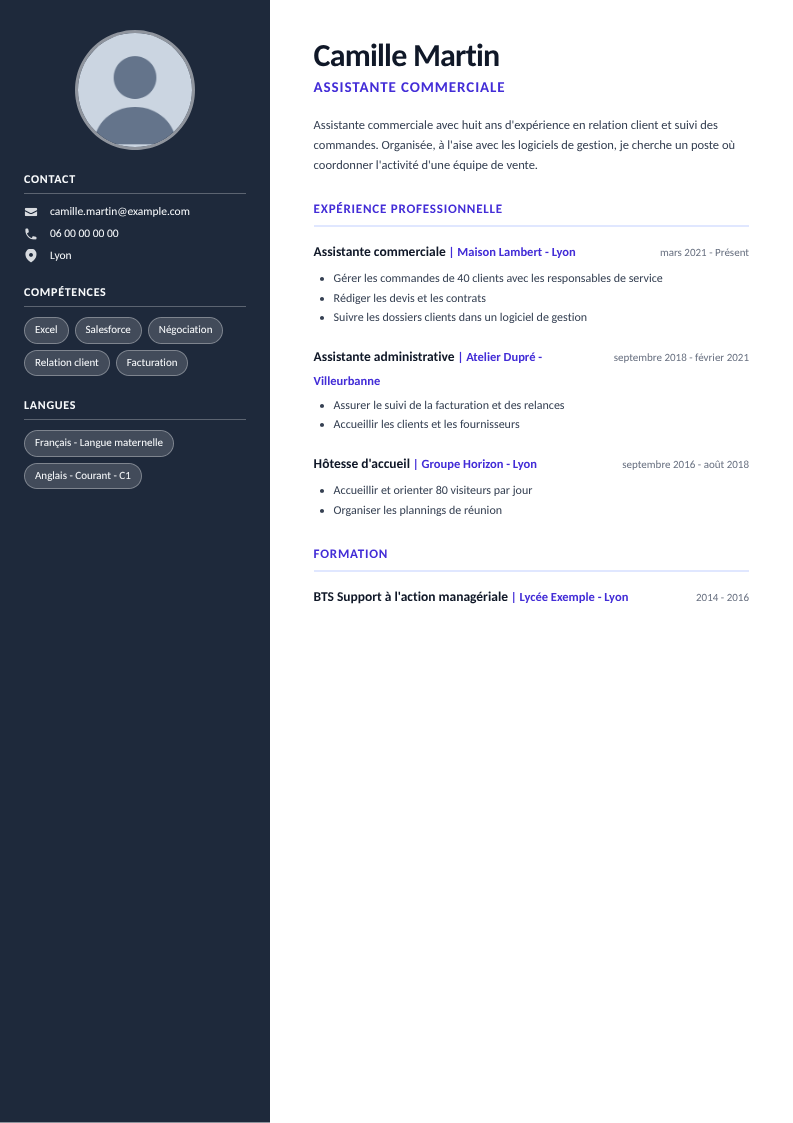 CONTACT
camille.martin@example.com
06 00 00 00 00
Lyon
COMPÉTENCES
Excel
Salesforce
Négociation
Relation client
Facturation
LANGUES
Français - Langue maternelle
Anglais - Courant - C1
Camille Martin
ASSISTANTE COMMERCIALE
Assistante commerciale avec huit ans d'expérience en relation client et suivi des
commandes. Organisée, à l'aise avec les logiciels de gestion, je cherche un poste où
coordonner l'activité d'une équipe de vente.
EXPÉRIENCE PROFESSIONNELLE
Assistante commerciale | Maison Lambert - Lyon mars 2021 - Présent
• Gérer les commandes de 40 clients avec les responsables de service
• Rédiger les devis et les contrats
• Suivre les dossiers clients dans un logiciel de gestion
Assistante administrative | Atelier Dupré - septembre 2018 - février 2021
Villeurbanne
• Assurer le suivi de la facturation et des relances
• Accueillir les clients et les fournisseurs
Hôtesse d'accueil | Groupe Horizon - Lyon septembre 2016 - août 2018
• Accueillir et orienter 80 visiteurs par jour
• Organiser les plannings de réunion
FORMATION
BTS Support à l'action managériale | Lycée Exemple - Lyon 2014 - 2016